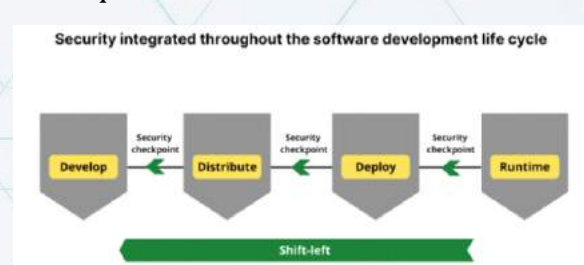 Security integrated throughout the software development life cycle
Security checkpoint
Security checkpoint
Security checkpoint
Develop
Distribute
Deploy
Runtime
Shift-left